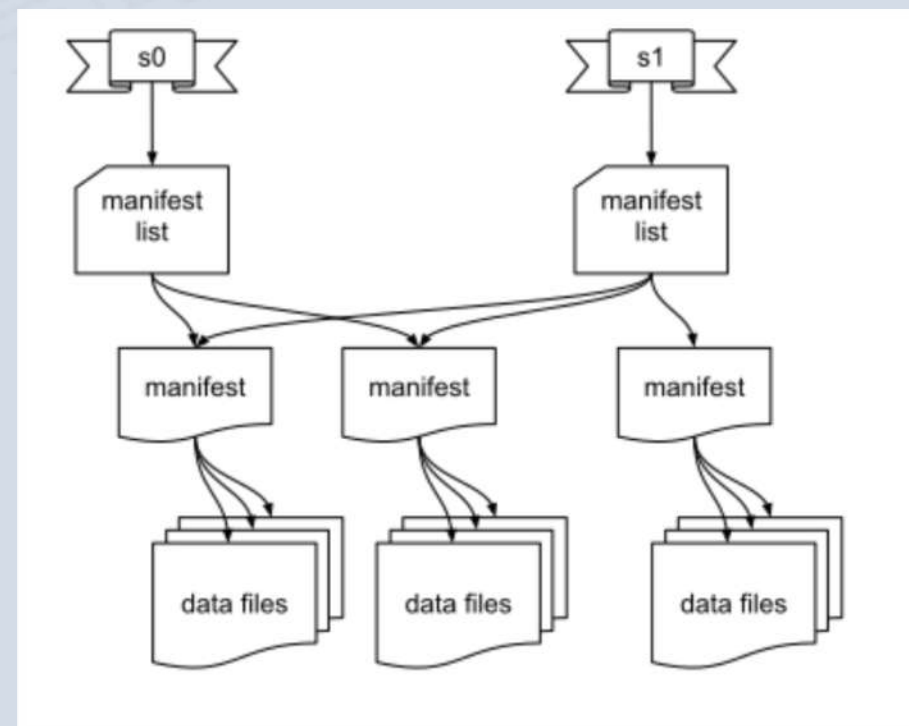 s0
s1
manifest
list
manifest
list
manifest
manifest
manifest
data files
data files
data files